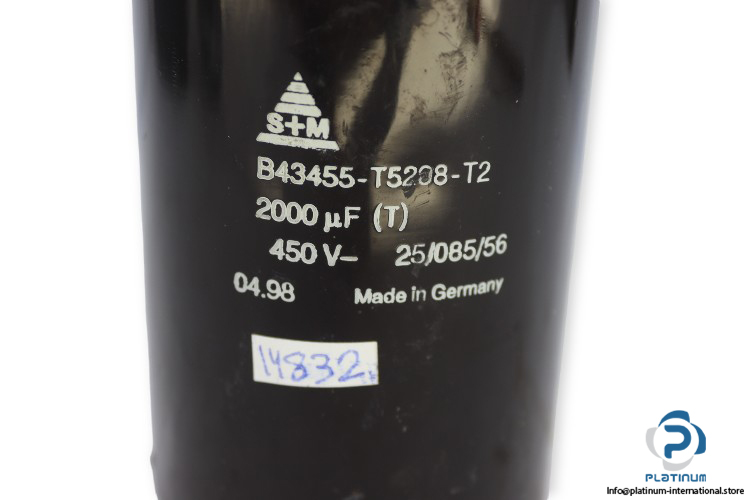 S+M
B43455-T5208-T2
2000 µF (T)
450 V– 25/085/56
04.98 Made in Germany
14832
PLATINUM
Info@platinum-international.store